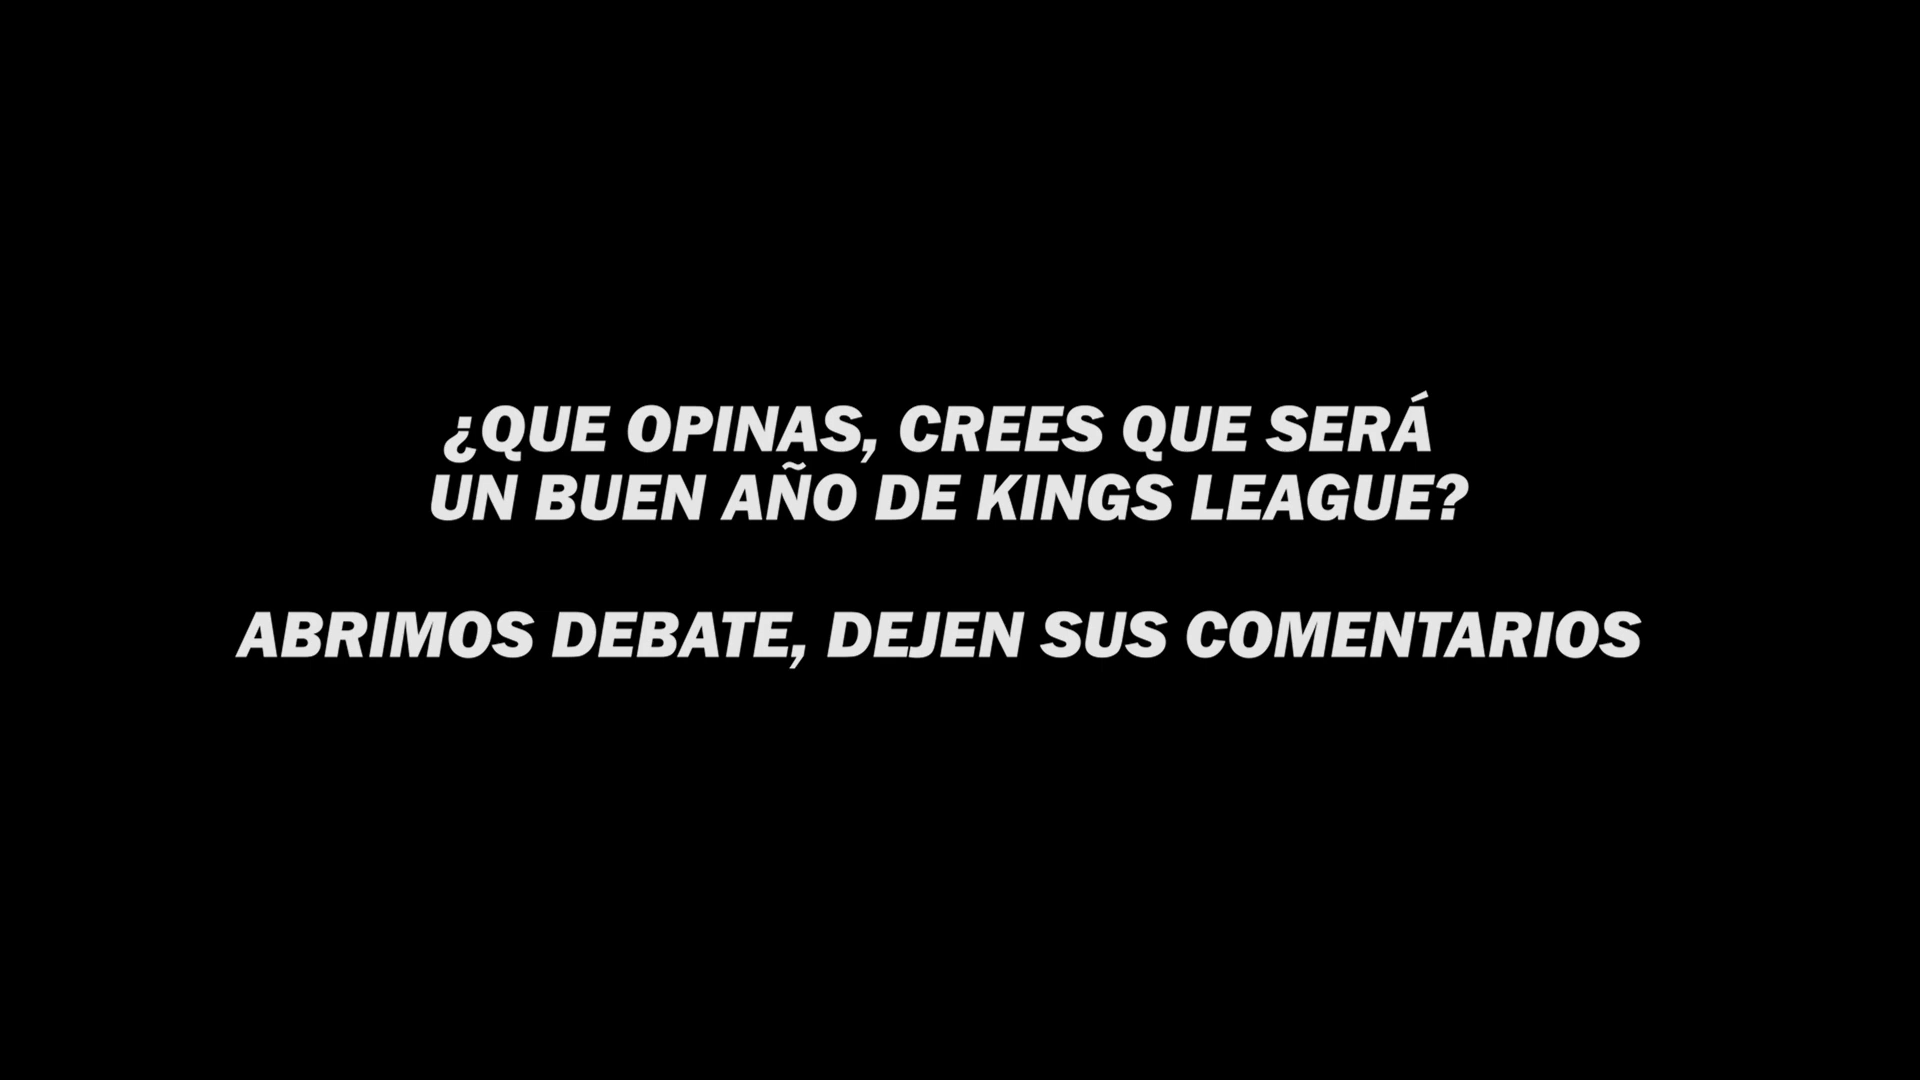 ¿QUE OPINAS, CREES QUE SERÁ
UN BUEN AÑO DE KINGS LEAGUE?
ABRIMOS DEBATE, DEJEN SUS COMENTARIOS